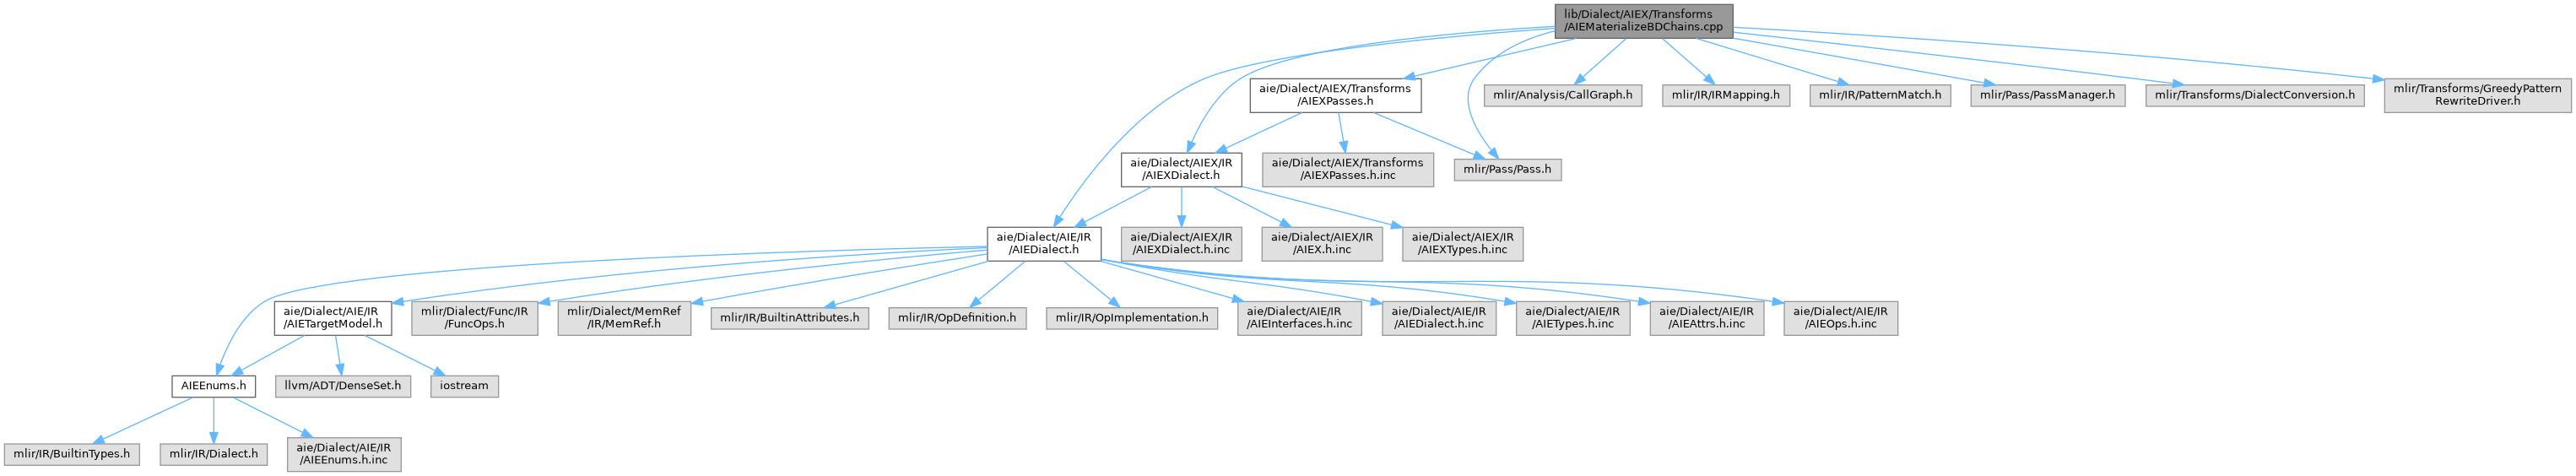 lib/Dialect/AIEX/Transforms
/AIEMaterializeBDChains.cpp
aie/Dialect/AIEX/Transforms
/AIEXPasses.h
mlir/Analysis/CallGraph.h
mlir/IR/IRMapping.h
mlir/IR/PatternMatch.h
mlir/Pass/PassManager.h
mlir/Transforms/DialectConversion.h
mlir/Transforms/GreedyPattern
RewriteDriver.h
aie/Dialect/AIEX/IR
/AIEXDialect.h
aie/Dialect/AIEX/Transforms
/AIEXPasses.h.inc
mlir/Pass/Pass.h
aie/Dialect/AIE/IR
/AIEDialect.h
aie/Dialect/AIEX/IR
/AIEXDialect.h.inc
aie/Dialect/AIEX/IR
/AIEX.h.inc
aie/Dialect/AIEX/IR
/AIEXTypes.h.inc
aie/Dialect/AIE/IR
/AIETargetModel.h
mlir/Dialect/Func/IR
/FuncOps.h
mlir/Dialect/MemRef
/IR/MemRef.h
mlir/IR/BuiltinAttributes.h
mlir/IR/OpDefinition.h
mlir/IR/OpImplementation.h
aie/Dialect/AIE/IR
/AIEInterfaces.h.inc
aie/Dialect/AIE/IR
/AIEDialect.h.inc
aie/Dialect/AIE/IR
/AIETypes.h.inc
aie/Dialect/AIE/IR
/AIEAttrs.h.inc
aie/Dialect/AIE/IR
/AIEOps.h.inc
AIEEnums.h
llvm/ADT/DenseSet.h
iostream
mlir/IR/BuiltinTypes.h
mlir/IR/Dialect.h
aie/Dialect/AIE/IR
/AIEEnums.h.inc